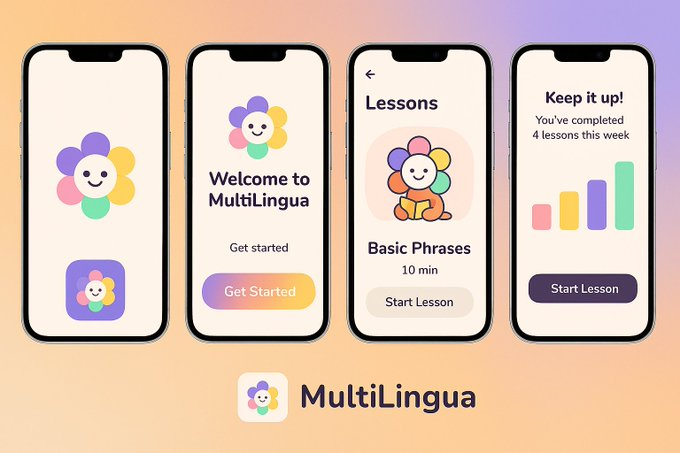 Welcome to
MultiLingua
Get started
Get Started
Lessons
Basic Phrases
10 min
Start Lesson
Keep it up!
You've completed
4 lessons this week
Start Lesson
MultiLingua